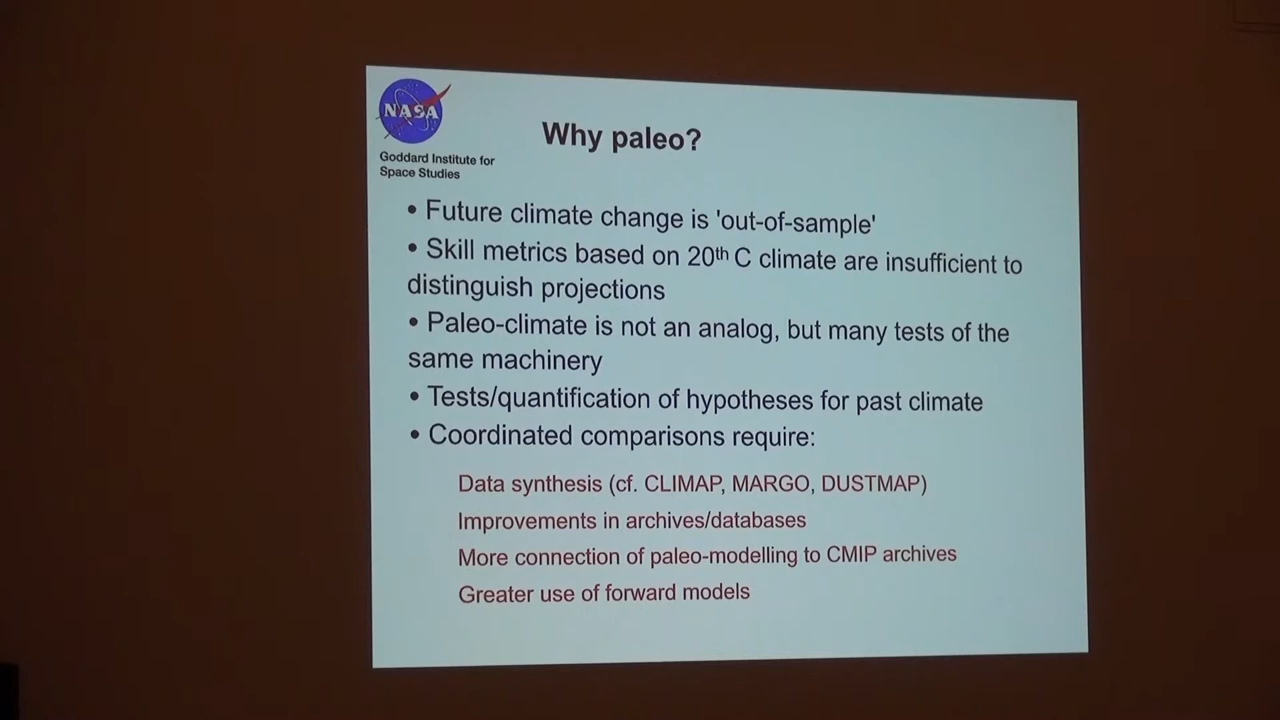 NASA
Goddard Institute for
Space Studies
Why paleo?
• Future climate change is 'out-of-sample'
• Skill metrics based on 20th C climate are insufficient to
distinguish projections
• Paleo-climate is not an analog, but many tests of the
same machinery
• Tests/quantification of hypotheses for past climate
• Coordinated comparisons require:
Data synthesis (cf. CLIMAP, MARGO, DUSTMAP)
Improvements in archives/databases
More connection of paleo-modelling to CMIP archives
Greater use of forward models